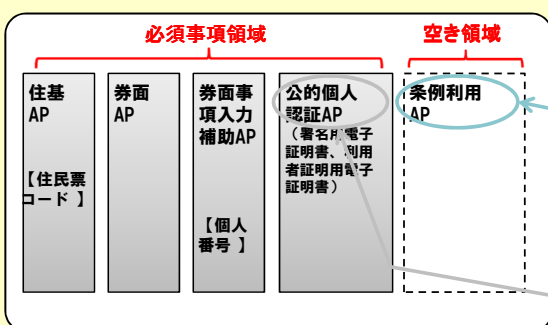 必須事項領域
空き領域
住基
AP
【住民票
コード 】
券面
AP
券面事
項入力
補助AP
【個人
番号 】
公的個人
認証AP
（署名用電子
証明書、利用
者証明用電子
証明書）
条例利用
AP